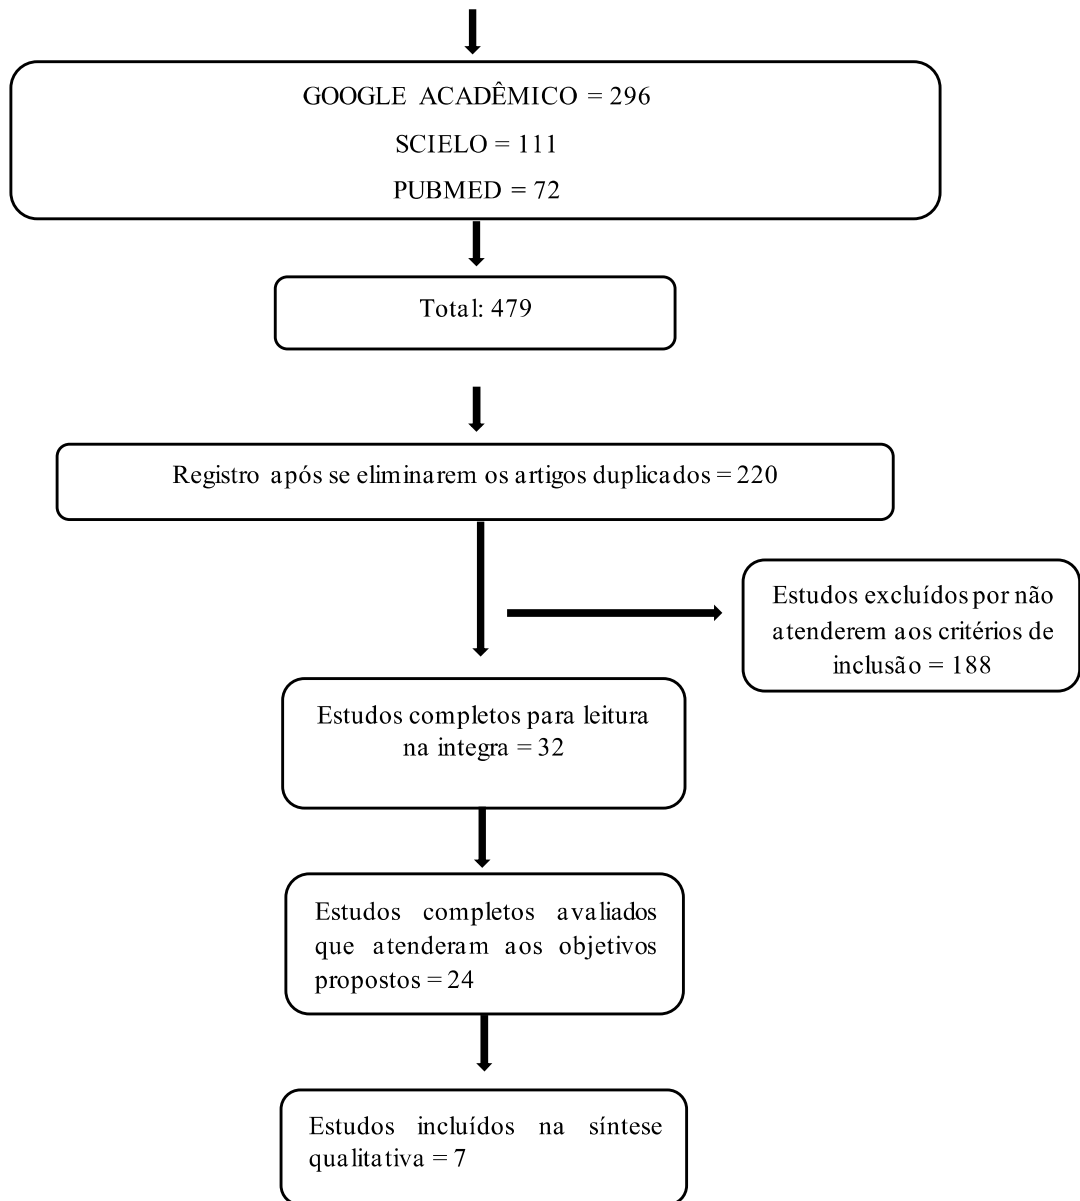 GOOGLE ACADÊMICO = 296
SCIELO = 111
PUBMED = 72
Total: 479
Registro após se eliminarem os artigos duplicados = 220
Estudos excluídos por não
atenderem aos critérios de
inclusão = 188
Estudos completos para leitura
na integra = 32
Estudos completos avaliados
que atenderam aos objetivos
propostos = 24
Estudos incluídos na síntese
qualitativa = 7